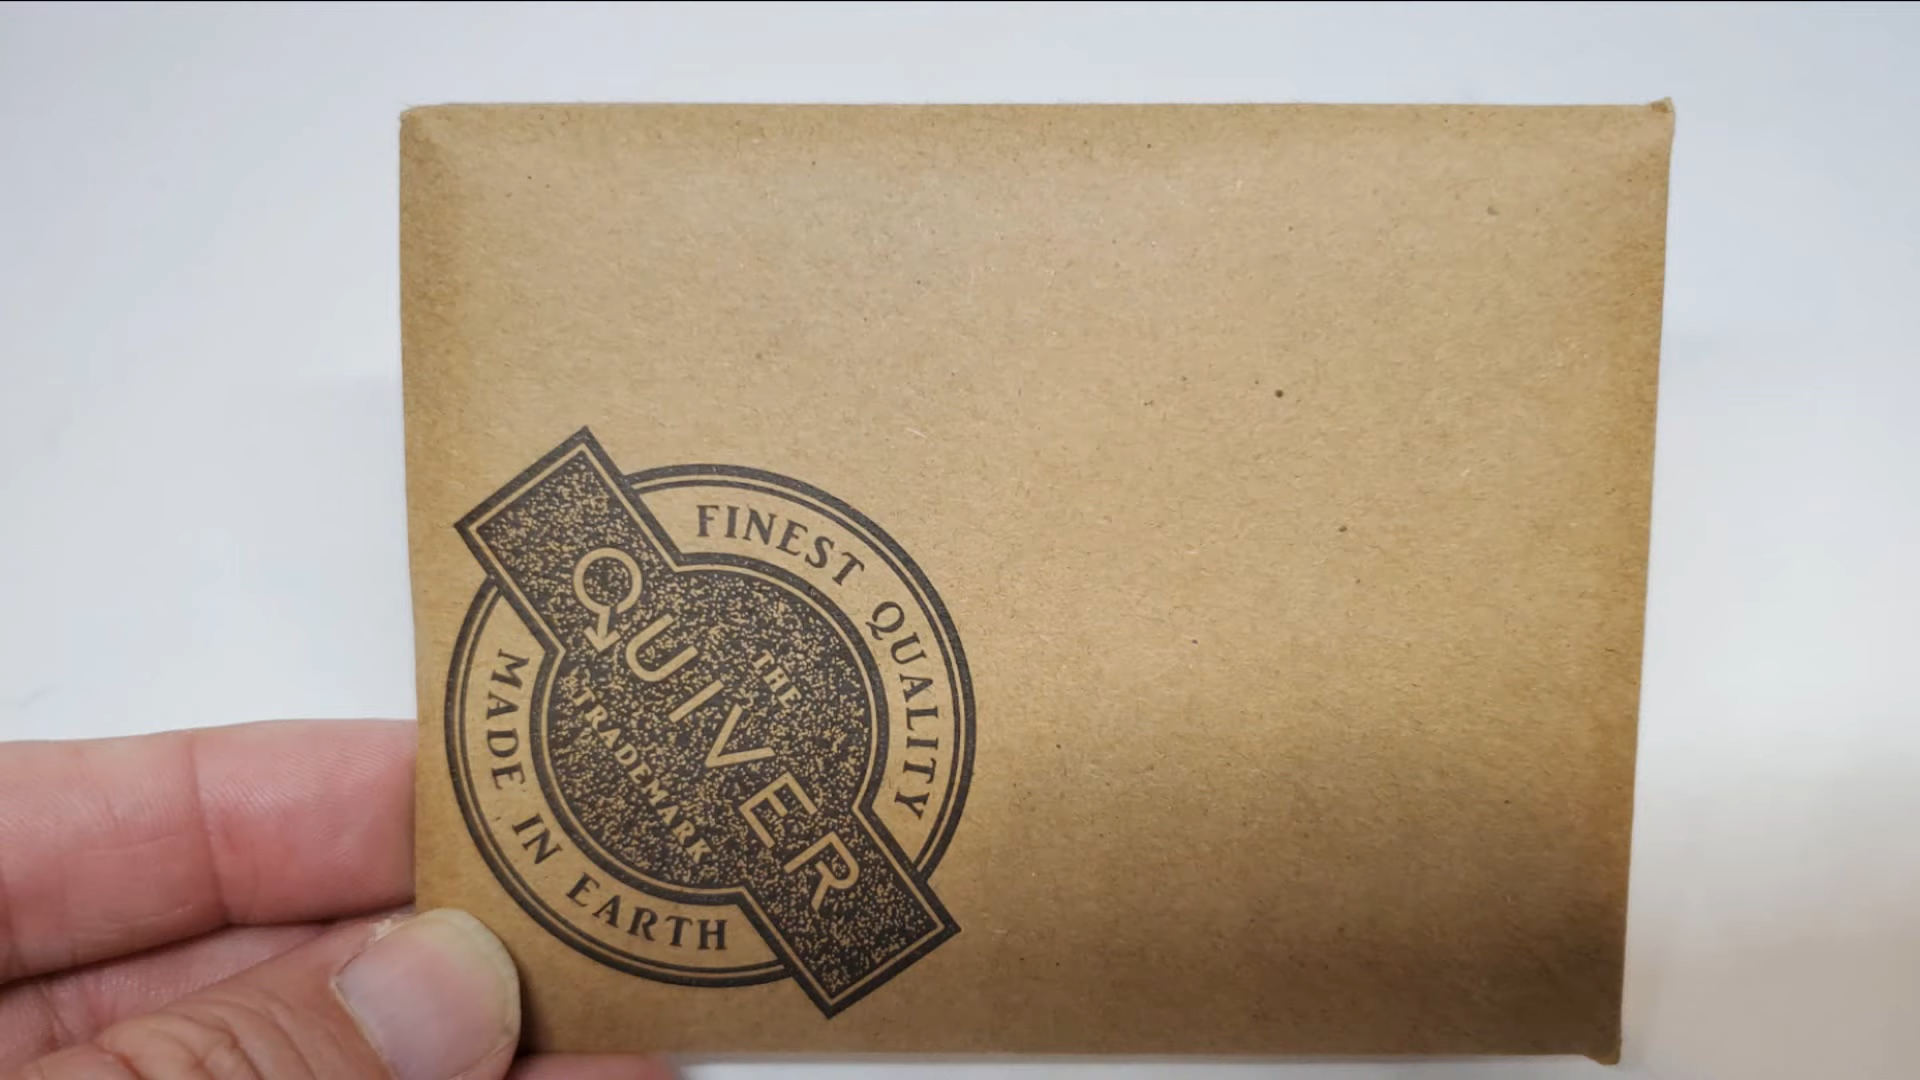 FINEST QUALITY
THE
QUIVER
TRADEMARK
MADE IN EARTH